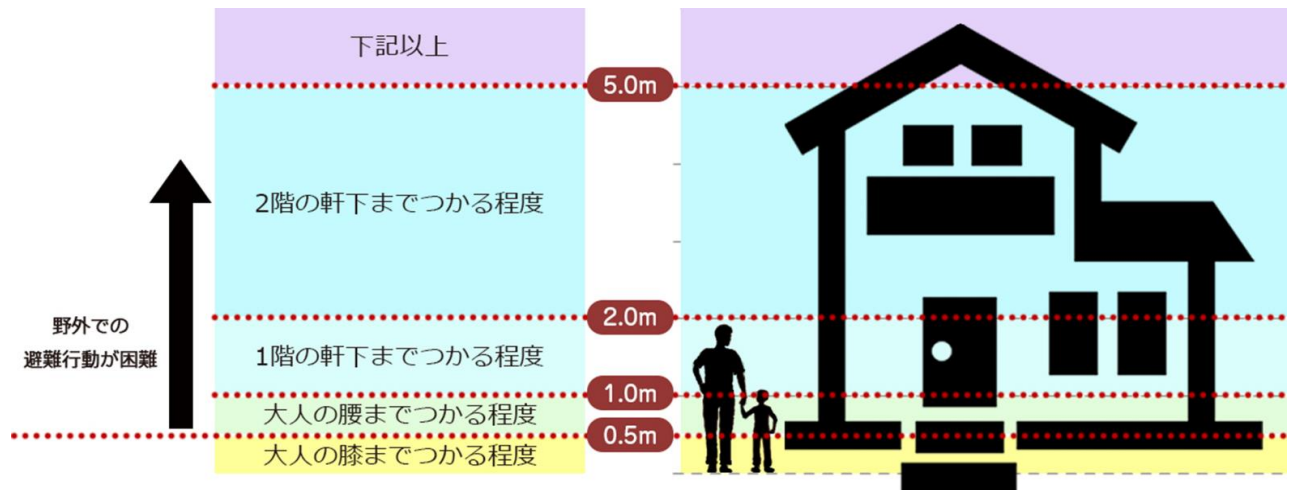 下記以上
5.0m
2階の軒下までつかる程度
2.0m
野外での
避難行動が困難
1階の軒下までつかる程度
1.0m
大人の腰までつかる程度
0.5m
大人の膝までつかる程度